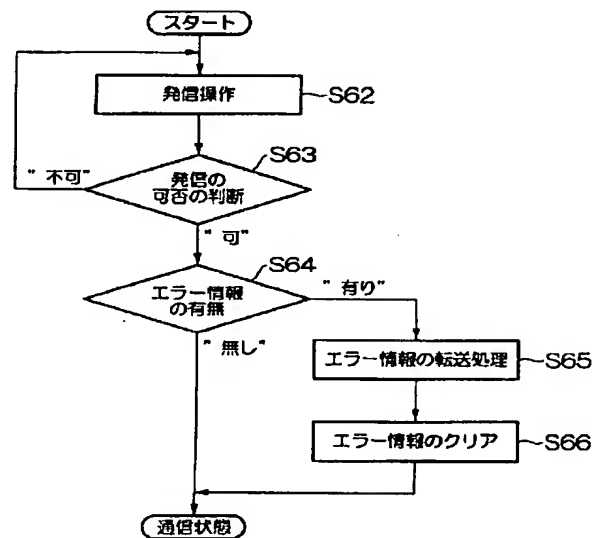 スタート
発信操作
S62
S63
発信の
可否の判断
" 不可"
" 可"
S64
エラー情報
の有無
" 有り"
" 無し"
エラー情報の転送処理
S65
エラー情報のクリア
S66
通信状態